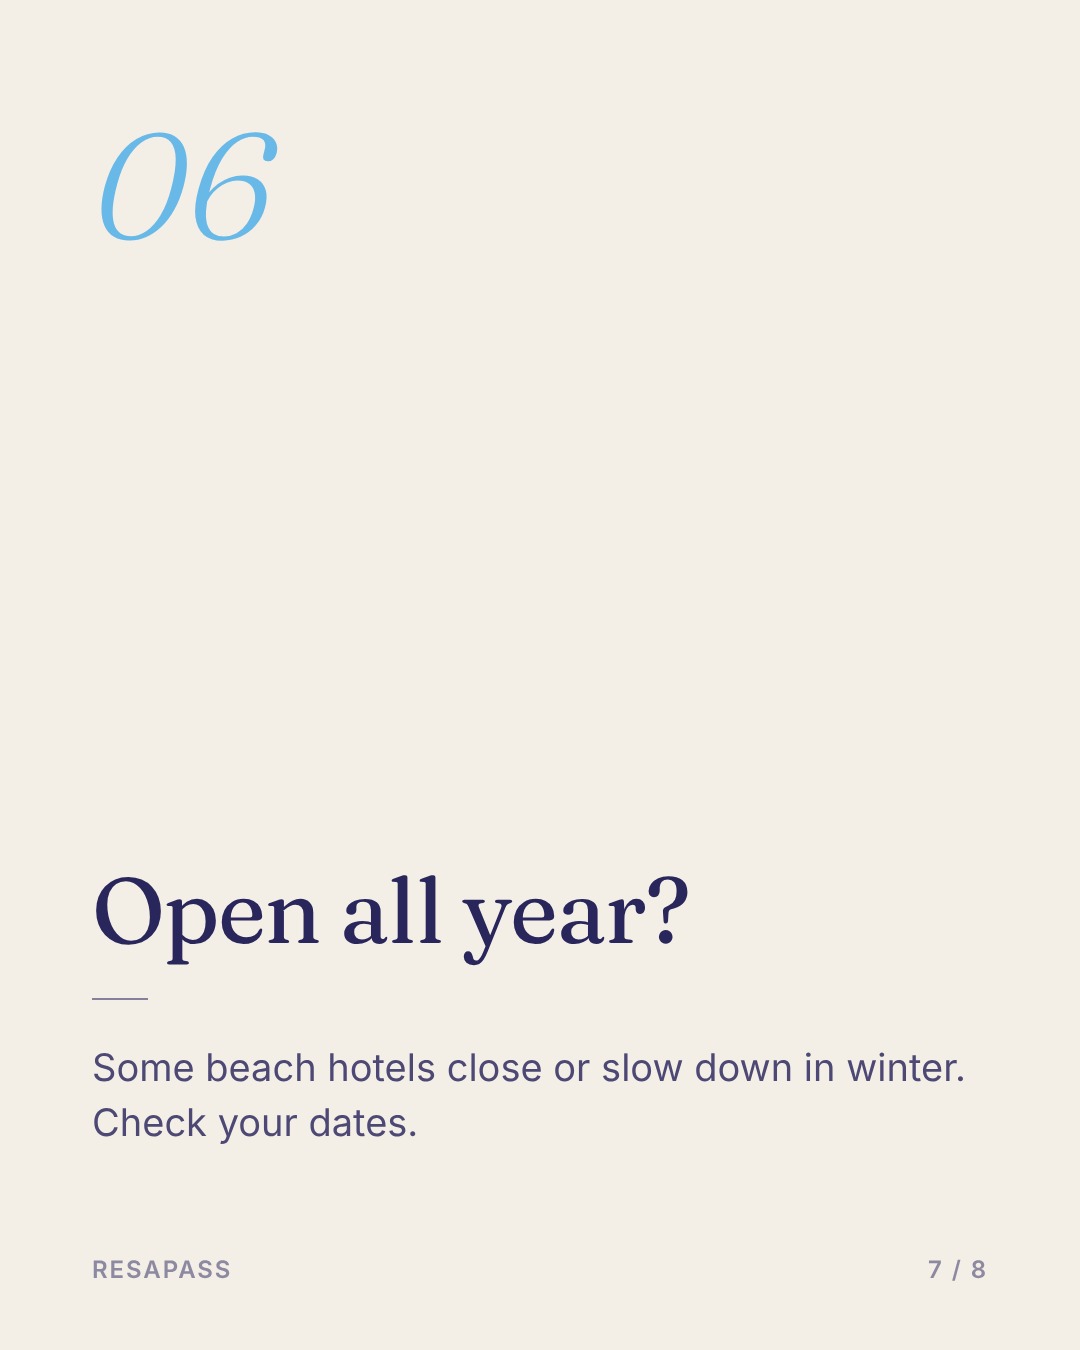 06
Open all year?
Some beach hotels close or slow down in winter.
Check your dates.
RESAPASS
7 / 8